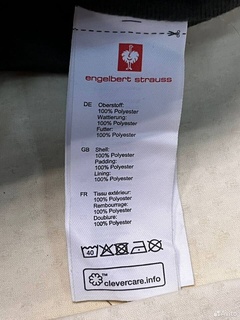 engelbert strauss
DE Oberstoff:
100% Polyester
Wattierung:
100% Polyester
Futter:
100% Polyester
GB Shell:
100% Polyester
Padding:
100% Polyester
Lining:
100% Polyester
FR Tissu extérieur:
100% Polyester
Rembourrage:
100% Polyester
Doublure:
100% Polyester
40
clevercare.info